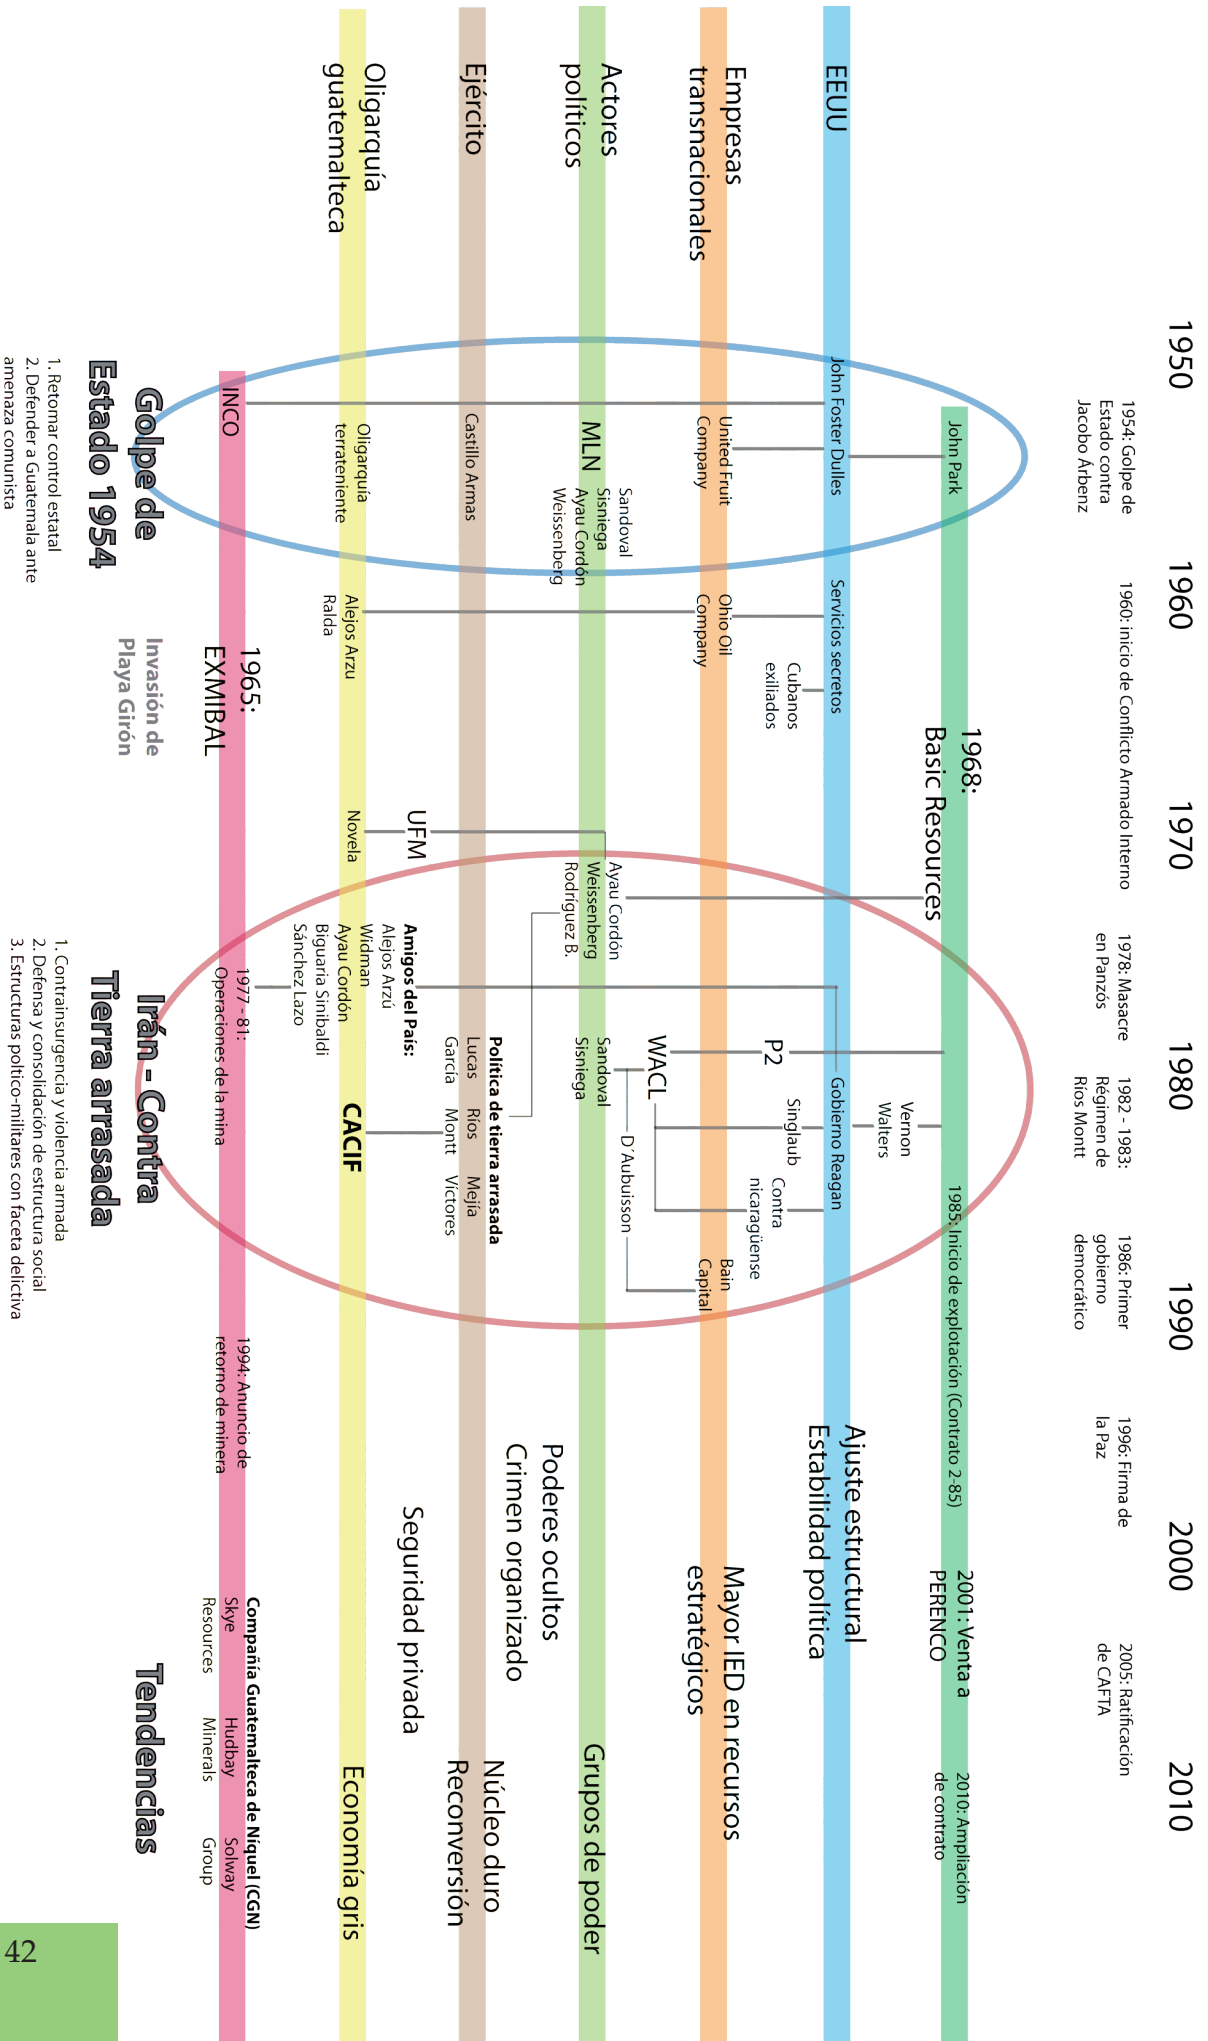 1950
1960
1970
1980
1990
2000
2010
1954: Golpe de
Estado contra
Jacobo Árbenz
1960: inicio de Conflicto Armado Interno
1978: Masacre
en Panzós
1982 - 1983:
Régimen de
Ríos Montt
1986: Primer
gobierno
democrático
1996: Firma de
la Paz
2005: Ratificación
de CAFTA
John Park
1968:
Basic Resources
1985: Inicio de explotación (Contrato 2-85)
2001: Venta a
PERENCO
2010: Ampliación
de contrato
Vernon
Walters
EEUU
John Foster Dulles
Servicios secretos
Gobierno Reagan
Ajuste estructural
Estabilidad política
Cubanos
exiliados
P2
Singlaub
Contra
nicaragüense
Empresas
transnacionales
United Fruit
Company
Ohio Oil
Company
Bain
Capital
Mayor IED en recursos
estratégicos
WACL
D´Aubuisson
Actores
políticos
MLN
Sandoval
Sisniega
Ayau Cordón
Weissenberg
Ayau Cordón
Weissenberg
Rodríguez B.
Sandoval
Sisniega
Grupos de poder
Poderes ocultos
Crimen organizado
Ejército
Castillo Armas
Política de tierra arrasada
Lucas
García
Ríos
Montt
Mejía
Víctores
Núcleo duro
Reconversión
UFM
Amigos del País:
Alejos Arzú
Widman
Ayau Cordón
Biguaria Sinibaldi
Sánchez Lazo
Seguridad privada
Oligarquía
guatemalteca
Oligarquía
terrateniente
Alejos Arzu
Ralda
Novela
CACIF
Economía gris
INCO
1965:
EXMIBAL
1977 - 81:
Operaciones de la mina
1994: Anuncio de
retorno de minera
Compañia Guatemalteca de Níquel (CGN)
Skye
Resources
Hudbay
Minerals
Solway
Group
Golpe de
Estado 1954
1. Retomar control estatal
2. Defender a Guatemala ante
amenaza comunista
Invasión de
Playa Girón
Irán - Contra
Tierra arrasada
1. Contrainsurgencia y violencia armada
2. Defensa y consolidación de estructura social
3. Estructuras poltico-militares con faceta delictiva
Tendencias
42